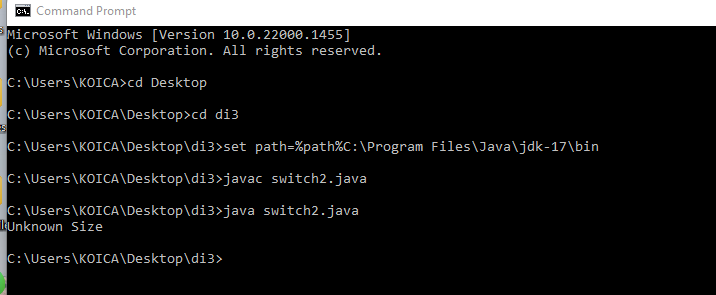 Command Prompt
Microsoft Windows [Version 10.0.22000.1455]
(c) Microsoft Corporation. All rights reserved.
C:\Users\KOICA>cd Desktop
C:\Users\KOICA\Desktop>cd di3
C:\Users\KOICA\Desktop\di3>set path=%path%C:\Program Files\Java\jdk-17\bin
C:\Users\KOICA\Desktop\di3>javac switch2.java
C:\Users\KOICA\Desktop\di3>java switch2.java
Unknown Size
C:\Users\KOICA\Desktop\di3>